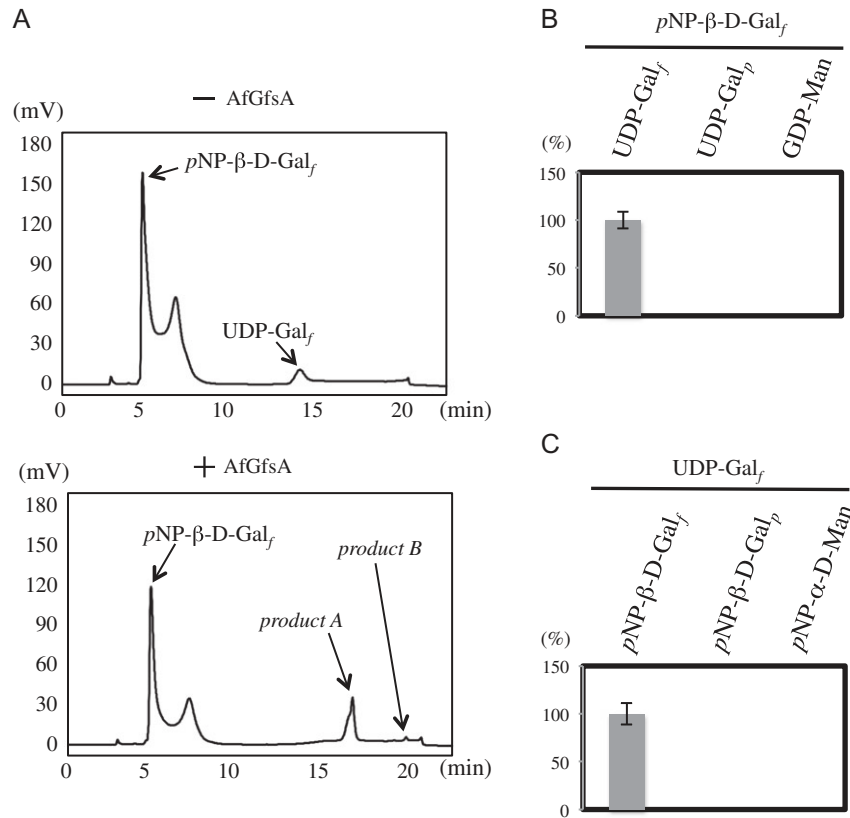 A
— AfGfsA
(mV)
180
150
120
90
60
30
0
pNP-β-D-Galf
UDP-Galf
0 5 10 15 20 (min)
+ AfGfsA
(mV)
180
150
120
90
60
30
0
pNP-β-D-Galf
product A
product B
0 5 10 15 20 (min)
B
pNP-β-D-Galf
UDP-Galf
UDP-Galp
GDP-Man
(%)
150
100
50
0
C
UDP-Galf
pNP-β-D-Galf
pNP-β-D-Galp
pNP-α-D-Man
(%)
150
100
50
0